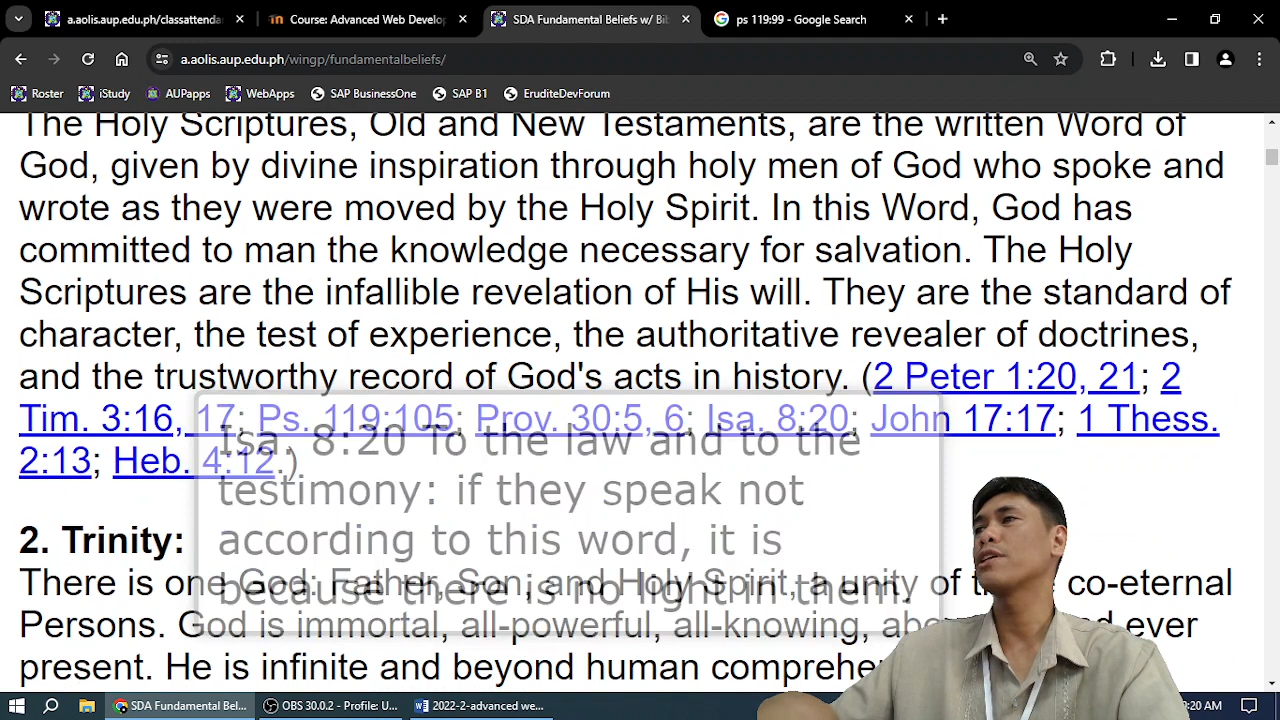 a.aolis.aup.edu.ph/classattenda
Course: Advanced Web Develop
SDA Fundamental Beliefs w/ Bib
ps 119:99 - Google Search
a.aolis.aup.edu.ph/wingp/fundamentalbeliefs/
Roster
iStudy
AUPapps
WebApps
SAP BusinessOne
SAP B1
EruditeDevForum
The Holy Scriptures, Old and New Testaments, are the written Word of
God, given by divine inspiration through holy men of God who spoke and
wrote as they were moved by the Holy Spirit. In this Word, God has
committed to man the knowledge necessary for salvation. The Holy
Scriptures are the infallible revelation of His will. They are the standard of
character, the test of experience, the authoritative revealer of doctrines,
and the trustworthy record of God's acts in history. (2 Peter 1:20, 21; 2
Tim. 3:16, 17; Ps. 119:105; Prov. 30:5, 6; Isa. 8:20; John 17:17; 1 Thess.
2:13; Heb. 4:12.)
Isa. 8:20 To the law and to the
testimony: if they speak not
according to this word, it is
because there is no light in them.
2. Trinity:
There is one God: Father, Son, and Holy Spirit, a unity of co-eternal
Persons. God is immortal, all-powerful, all-knowing, ever
present. He is infinite and beyond human
SDA Fundamental Bel...
OBS 30.0.2 - Profile: U...
2022-2-advanced we...
:20 AM